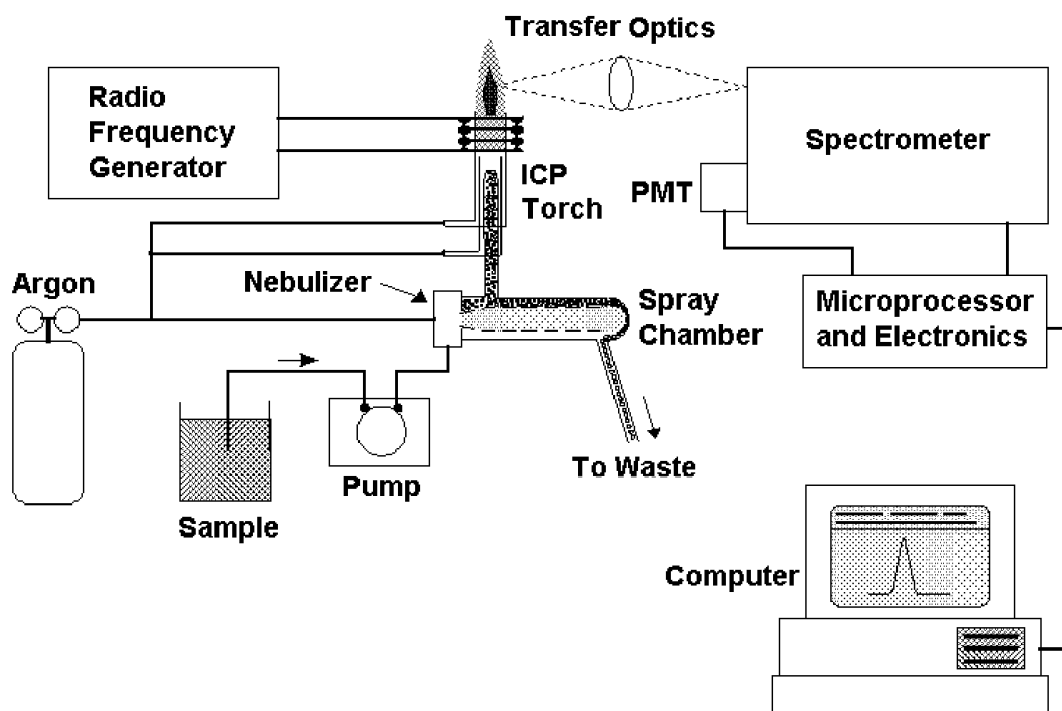 Transfer Optics
Radio
Frequency
Generator
Spectrometer
ICP
Torch
PMT
Argon
Nebulizer
Spray
Chamber
Microprocessor
and Electronics
To Waste
Pump
Sample
Computer